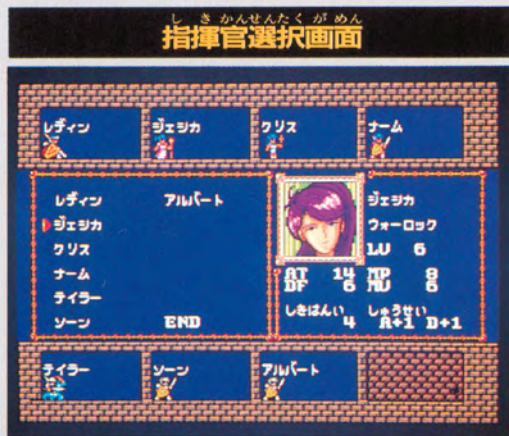 しきかんせんたくがめん
指揮官選択画面
レディン ジェシカ クリス ナーム
レディン アルバート
ジェシカ
クリス
ナーム
テイラー
ソーン END
ジェシカ
ウォーロック
LV 6
AT 14 MP 8
DF 6 MV 6
しきはんい しゅうせい
4 A+1 D+1
テイラー ソーン アルバート